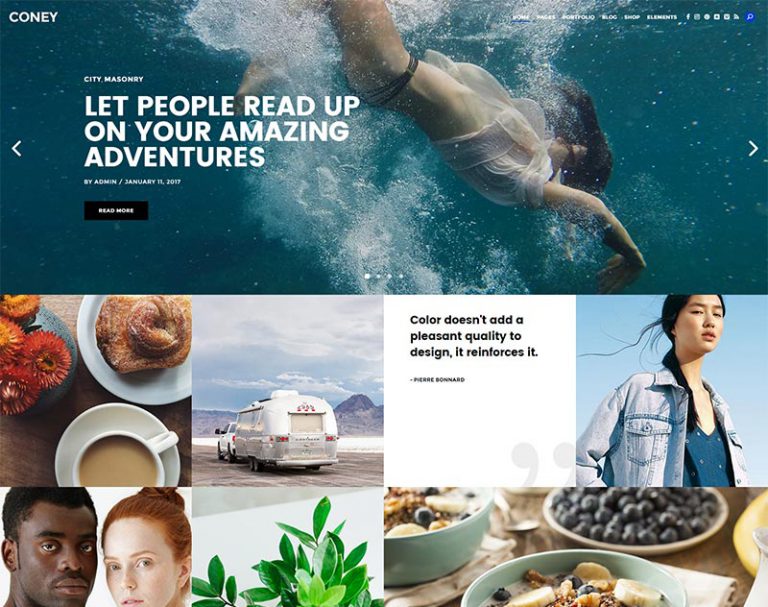 CONEY
HOME PAGES PORTFOLIO BLOG SHOP ELEMENTS
CITY, MASONRY
LET PEOPLE READ UP
ON YOUR AMAZING
ADVENTURES
BY ADMIN / JANUARY 11, 2017
READ MORE
Color doesn't add a
pleasant quality to
design, it reinforces it.
- PIERRE BONNARD